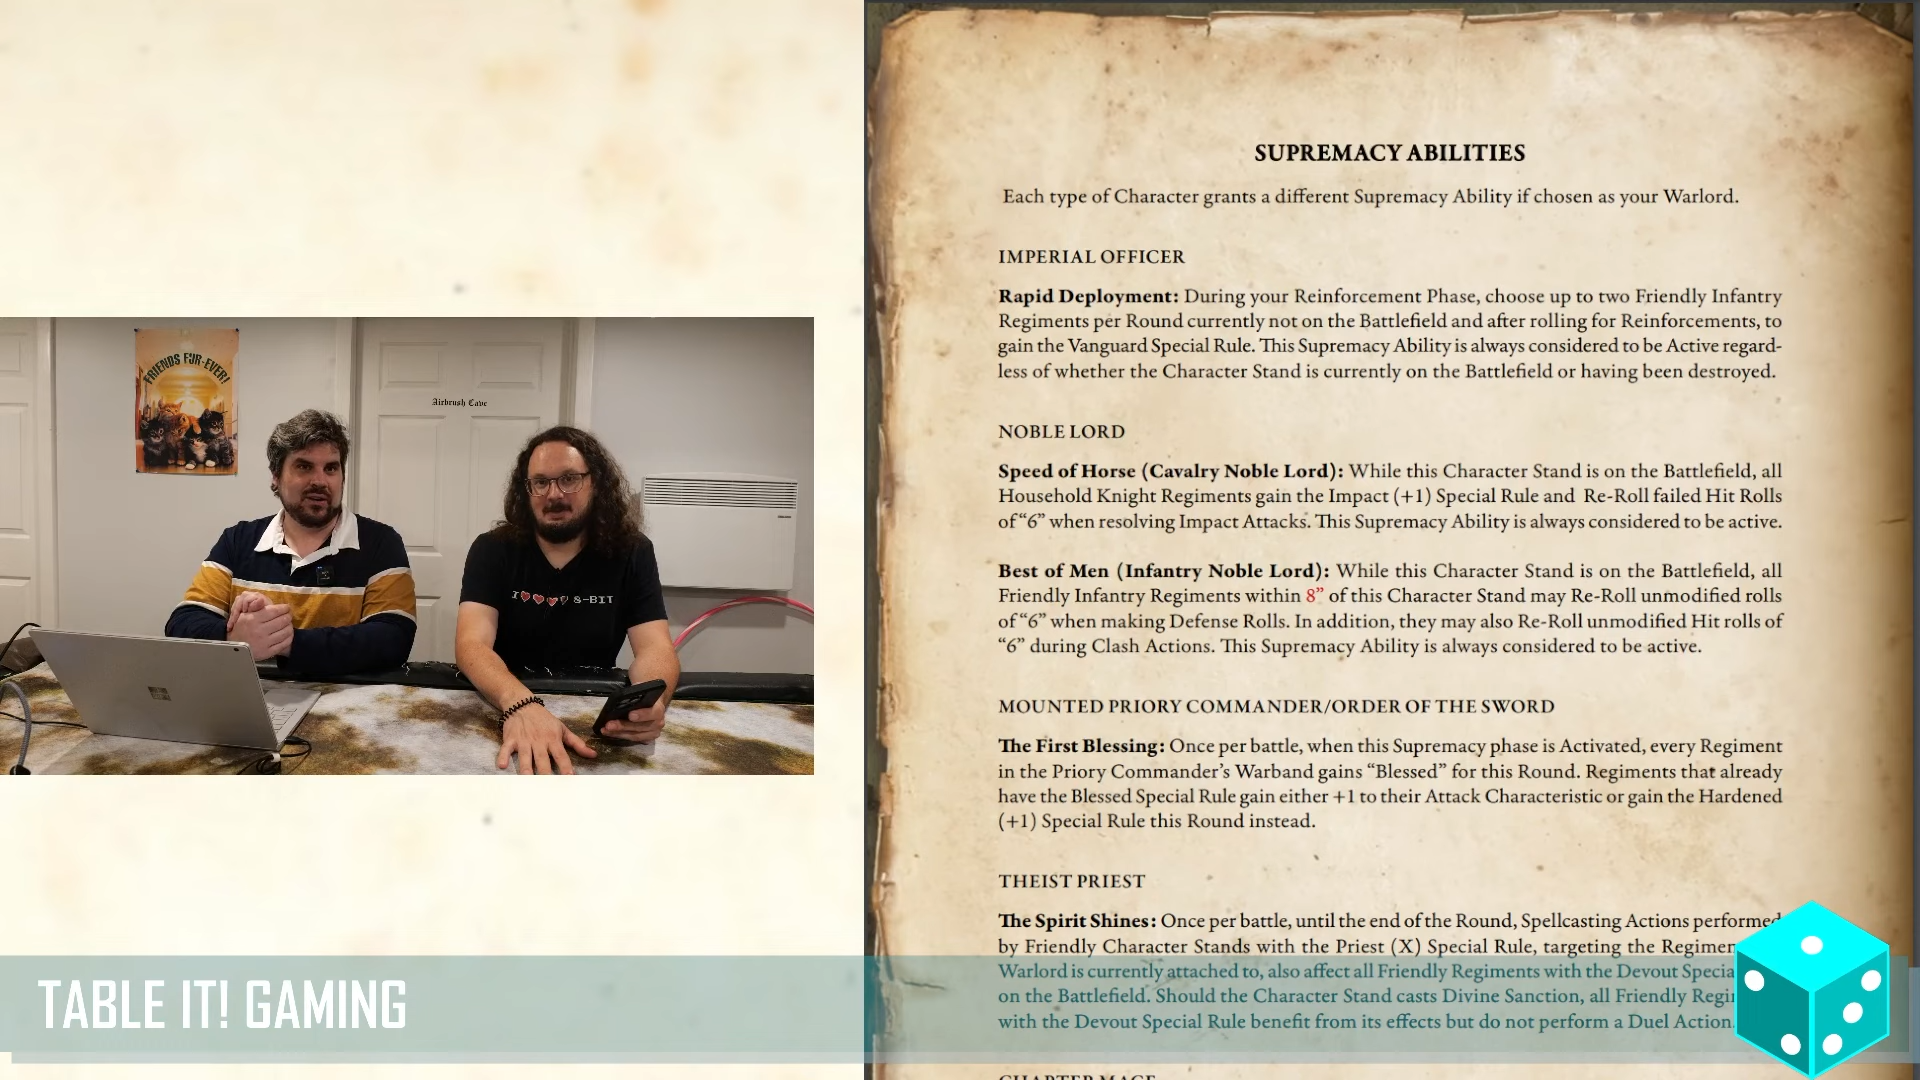 FRIENDS FUR-EVER!
Airbrush Cave
I 8-BIT
TABLE IT! GAMING
SUPREMACY ABILITIES
Each type of Character grants a different Supremacy Ability if chosen as your Warlord.
IMPERIAL OFFICER
Rapid Deployment: During your Reinforcement Phase, choose up to two Friendly Infantry
Regiments per Round currently not on the Battlefield and after rolling for Reinforcements, to
gain the Vanguard Special Rule. This Supremacy Ability is always considered to be Active regard-
less of whether the Character Stand is currently on the Battlefield or having been destroyed.
NOBLE LORD
Speed of Horse (Cavalry Noble Lord): While this Character Stand is on the Battlefield, all
Household Knight Regiments gain the Impact (+1) Special Rule and Re-Roll failed Hit Rolls
of “6” when resolving Impact Attacks. This Supremacy Ability is always considered to be active.
Best of Men (Infantry Noble Lord): While this Character Stand is on the Battlefield, all
Friendly Infantry Regiments within 8” of this Character Stand may Re-Roll unmodified rolls
of “6” when making Defense Rolls. In addition, they may also Re-Roll unmodified Hit rolls of
“6” during Clash Actions. This Supremacy Ability is always considered to be active.
MOUNTED PRIORY COMMANDER/ORDER OF THE SWORD
The First Blessing: Once per battle, when this Supremacy phase is Activated, every Regiment
in the Priory Commander’s Warband gains “Blessed” for this Round. Regiments that already
have the Blessed Special Rule gain either +1 to their Attack Characteristic or gain the Hardened
(+1) Special Rule this Round instead.
THEIST PRIEST
The Spirit Shines: Once per battle, until the end of the Round, Spellcasting Actions performed
by Friendly Character Stands with the Priest (X) Special Rule, targeting the Regimen
Warlord is currently attached to, also affect all Friendly Regiments with the Devout Specia
on the Battlefield. Should the Character Stand casts Divine Sanction, all Friendly Regi
with the Devout Special Rule benefit from its effects but do not perform a Duel Action.